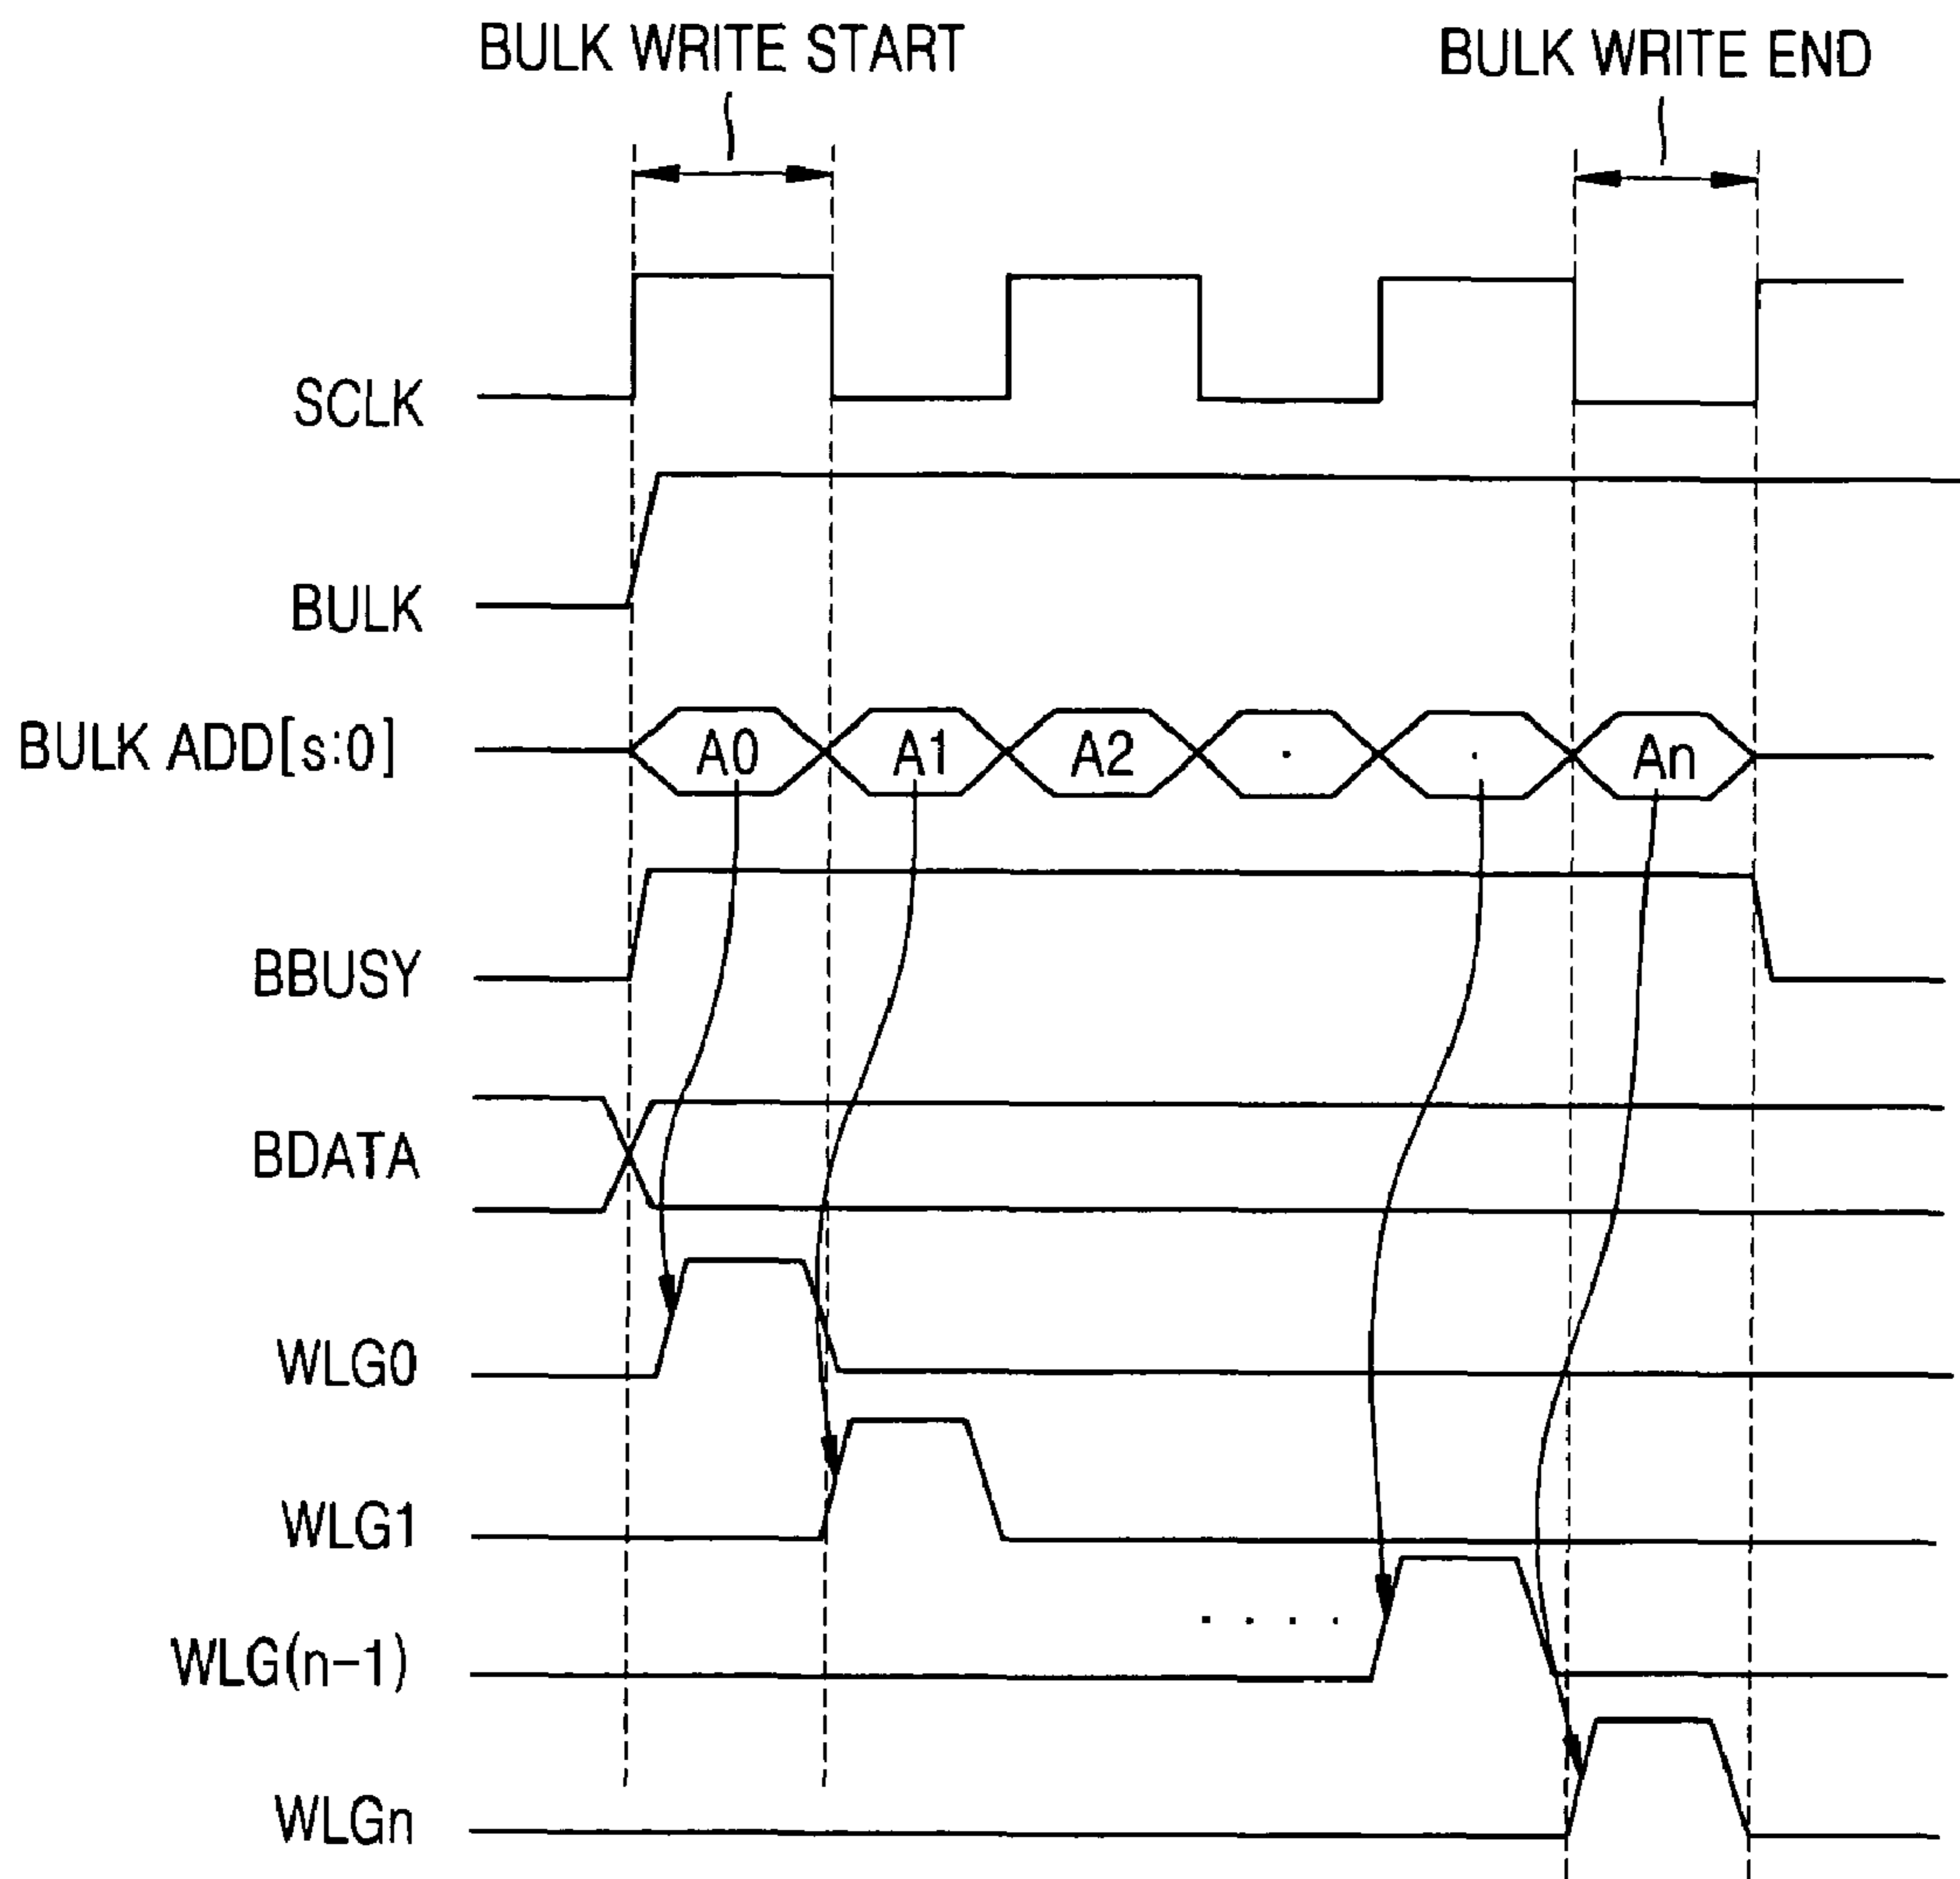 BULK WRITE START
BULK WRITE END
SCLK
BULK
BULK ADD[s:0]
A0 A1 A2 . . An
BBUSY
BDATA
WLG0
WLG1
. . . .
WLG(n-1)
WLGn